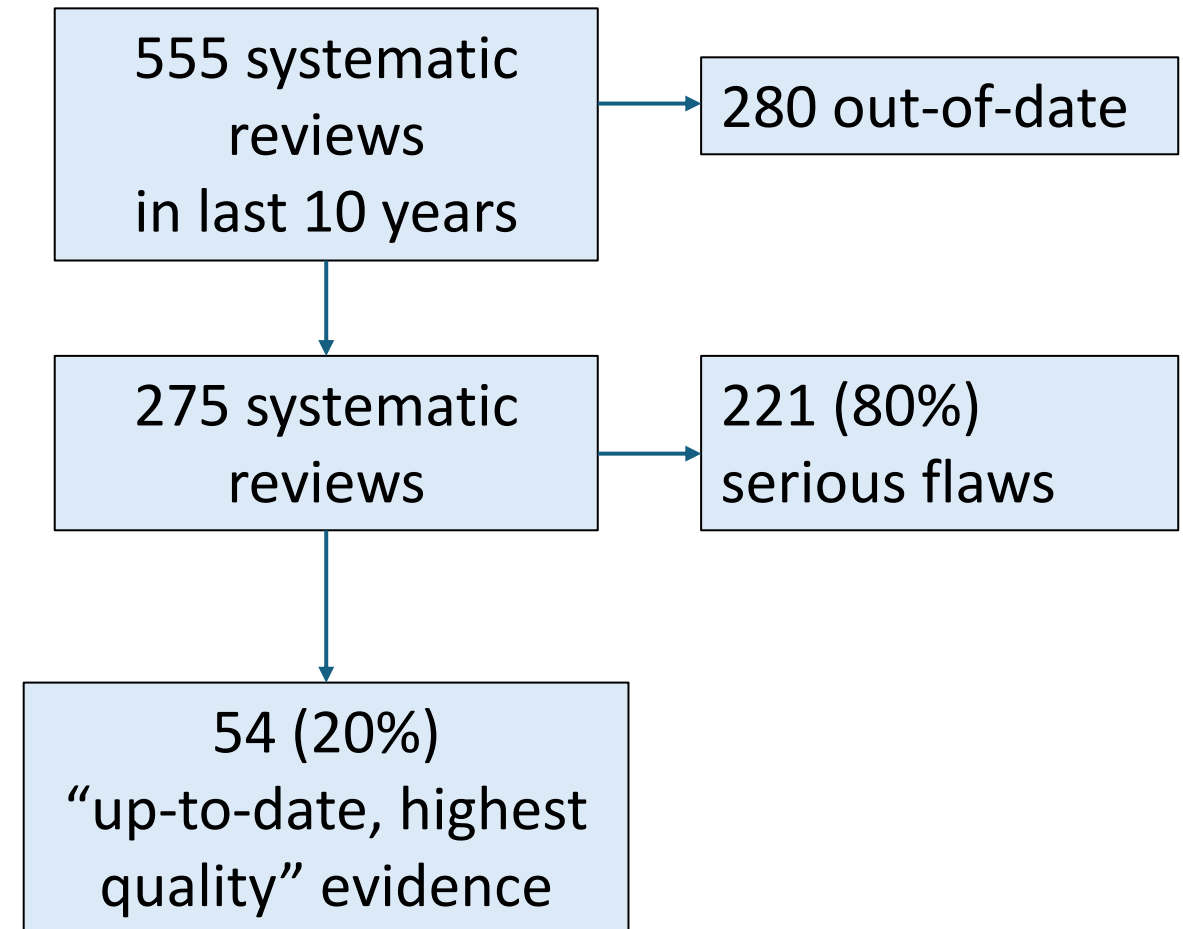 555 systematic
reviews
in last 10 years
280 out-of-date
275 systematic
reviews
221 (80%)
serious flaws
54 (20%)
“up-to-date, highest
quality” evidence